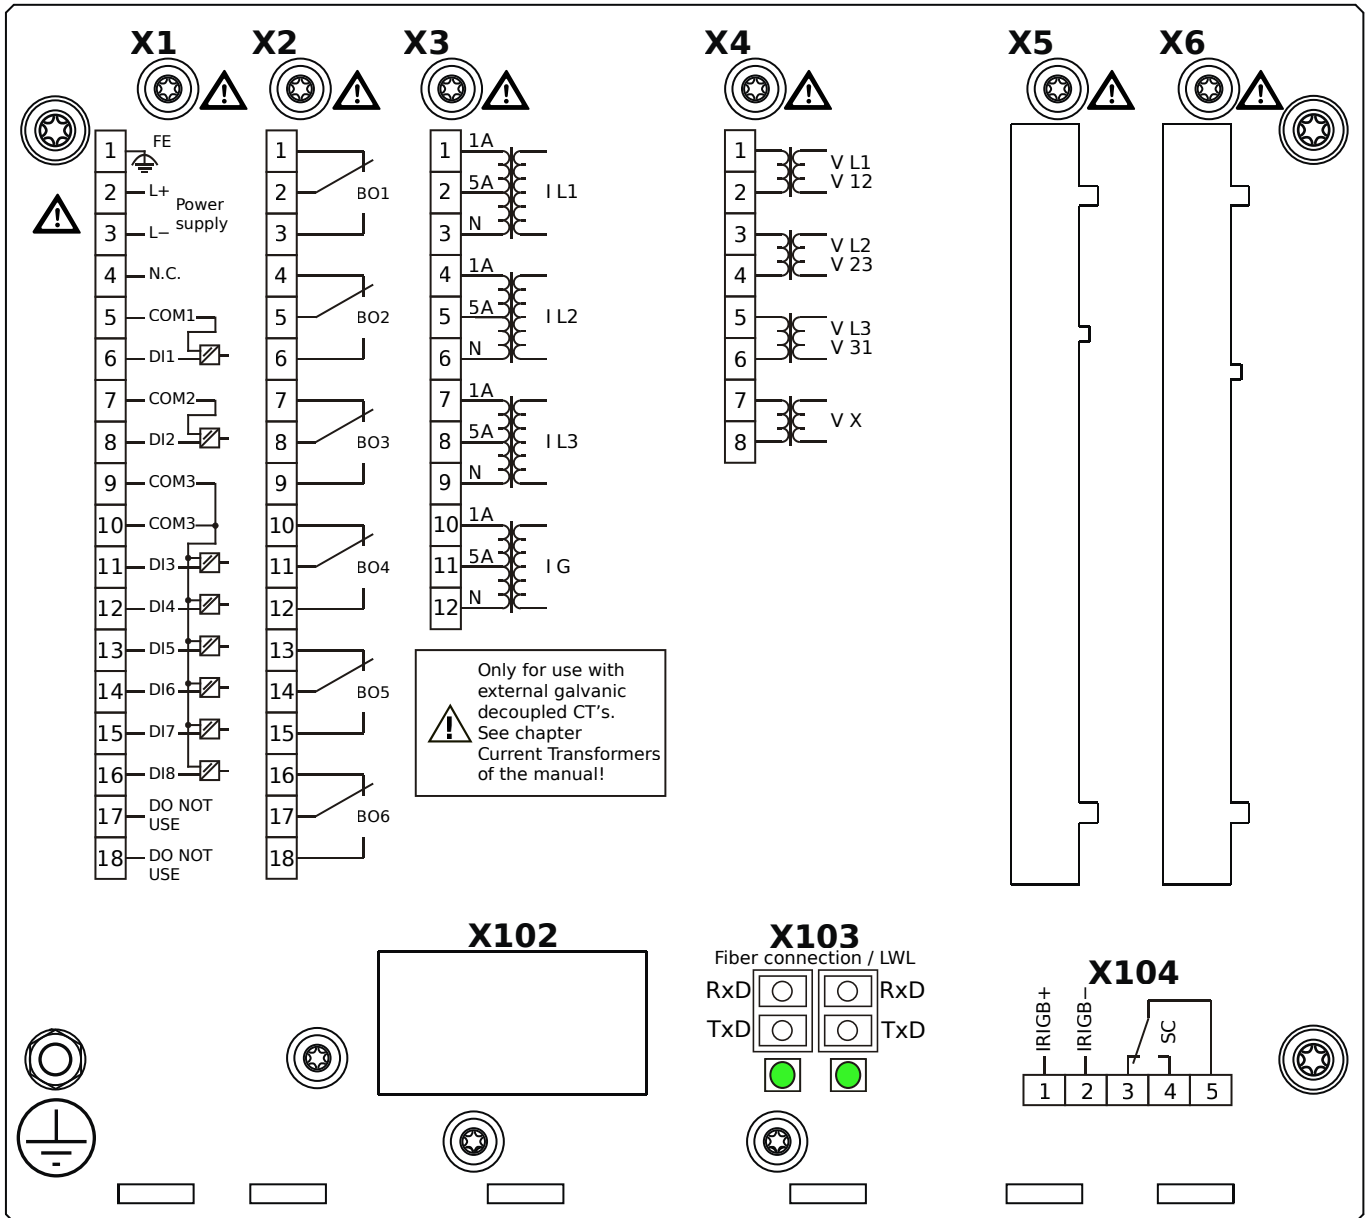 X1 X2 X3 X4 X5 X6
1 FE
2 L+
Power
supply
3 L−
4 N.C.
5 COM1
6 DI1
7 COM2
8 DI2
9 COM3
10 COM3
11 DI3
12 DI4
13 DI5
14 DI6
15 DI7
16 DI8
17 DO NOT
USE
18 DO NOT
USE
1
2 BO1
3
4
5 BO2
6
7
8 BO3
9
10
11 BO4
12
13
14 BO5
15
16
17 BO6
18
1 1A
2 5A I L1
3 N
4 1A
5 5A I L2
6 N
7 1A
8 5A I L3
9 N
10 1A
11 5A I G
12 N
Only for use with
external galvanic
decoupled CT's.
See chapter
Current Transformers
of the manual!
1 V L1
2 V 12
3 V L2
4 V 23
5 V L3
6 V 31
7 V X
8
X102
X103
Fiber connection / LWL
RxD RxD
TxD TxD
X104
IRIGB+
IRIGB−
SC
1 2 3 4 5